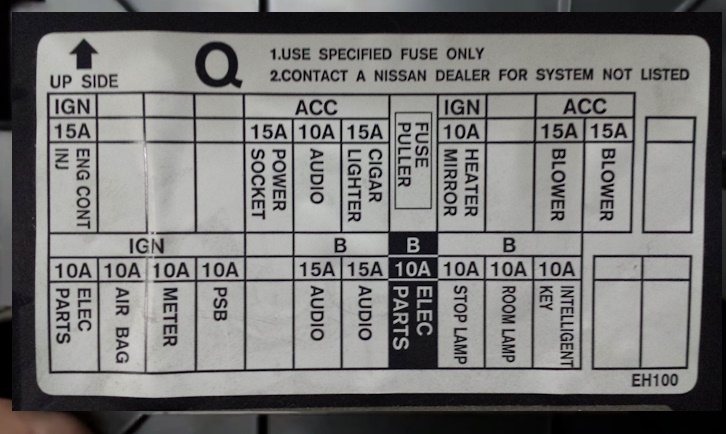 UP SIDE
Q
1.USE SPECIFIED FUSE ONLY
2.CONTACT A NISSAN DEALER FOR SYSTEM NOT LISTED
IGN ACC IGN ACC
15A 15A 10A 15A FUSE PULLER 10A 15A 15A
ENG CONT INJ
POWER SOCKET
AUDIO
CIGAR LIGHTER
HEATER MIRROR
BLOWER
BLOWER
IGN B B B
10A 10A 10A 10A 15A 15A 10A 10A 10A 10A
ELEC PARTS
AIR BAG
METER
PSB
AUDIO
AUDIO
ELEC PARTS
STOP LAMP
ROOM LAMP
INTELLIGENT KEY
EH100